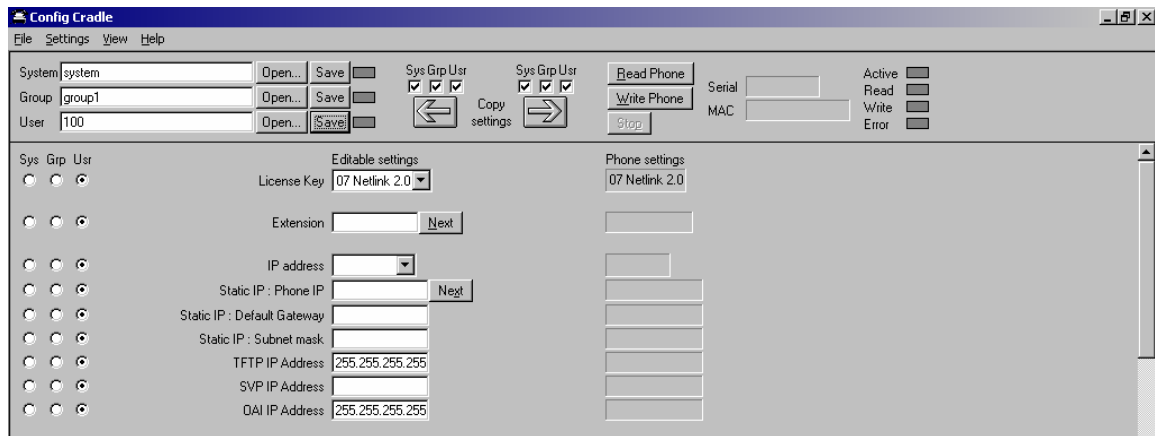 Config Cradle
File Settings View Help
System system Open... Save Sys Grp Usr Sys Grp Usr Read Phone Serial Active
Group group1 Open... Save Copy settings Write Phone MAC Read
User 100 Open... Save Stop Write
Error
Sys Grp Usr Editable settings Phone settings
License Key 07 Netlink 2.0 07 Netlink 2.0
Extension Next
IP address
Static IP : Phone IP Next
Static IP : Default Gateway
Static IP : Subnet mask
TFTP IP Address 255.255.255.255
SVP IP Address
OAI IP Address 255.255.255.255